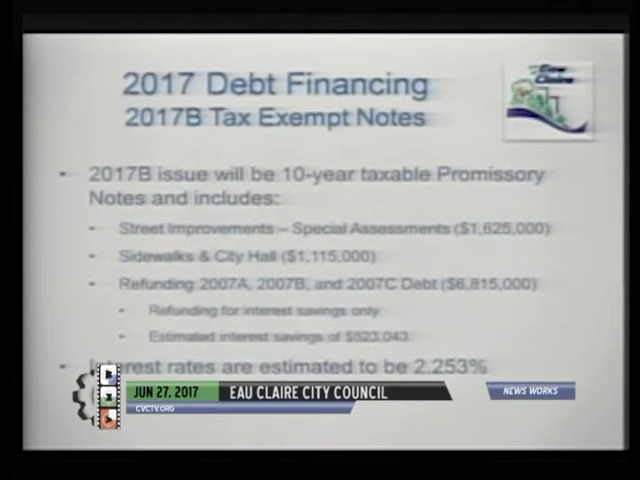 2017 Debt Financing
2017B Tax Exempt Notes
Eau
Claire
- 2017B issue will be 10-year taxable Promissory
Notes and includes:
- Street Improvements – Special Assessments ($1,625,000)
- Sidewalks & City Hall ($1,115,000)
- Refunding 2007A, 2007B, and 2007C Debt ($6,815,000)
- Refunding for interest savings only
- Estimated interest savings of $523,043
- Interest rates are estimated to be 2.253%
JUN 27, 2017 EAU CLAIRE CITY COUNCIL NEWS WORKS
CVCTV.ORG